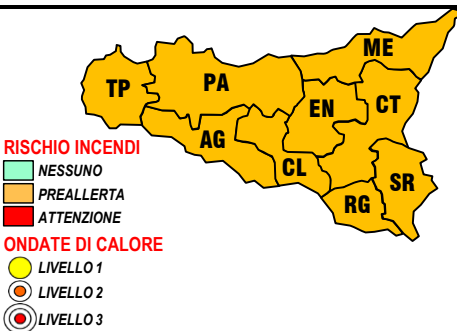 ME
TP
PA
EN
CT
AG
CL
SR
RG
RISCHIO INCENDI
NESSUNO
PREALLERTA
ATTENZIONE
ONDATE DI CALORE
LIVELLO 1
LIVELLO 2
LIVELLO 3